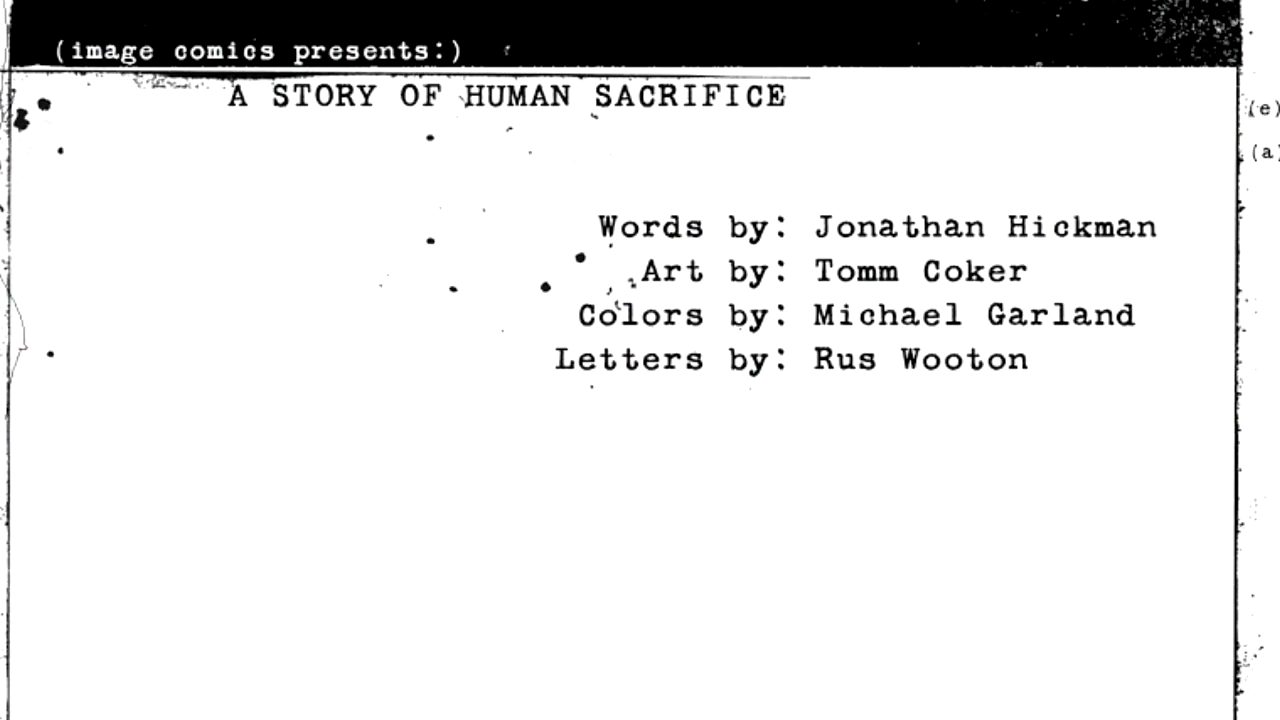 (image comics presents:)
A STORY OF HUMAN SACRIFICE
(e)
(a)
Words by: Jonathan Hickman
Art by: Tomm Coker
Colors by: Michael Garland
Letters by: Rus Wooton